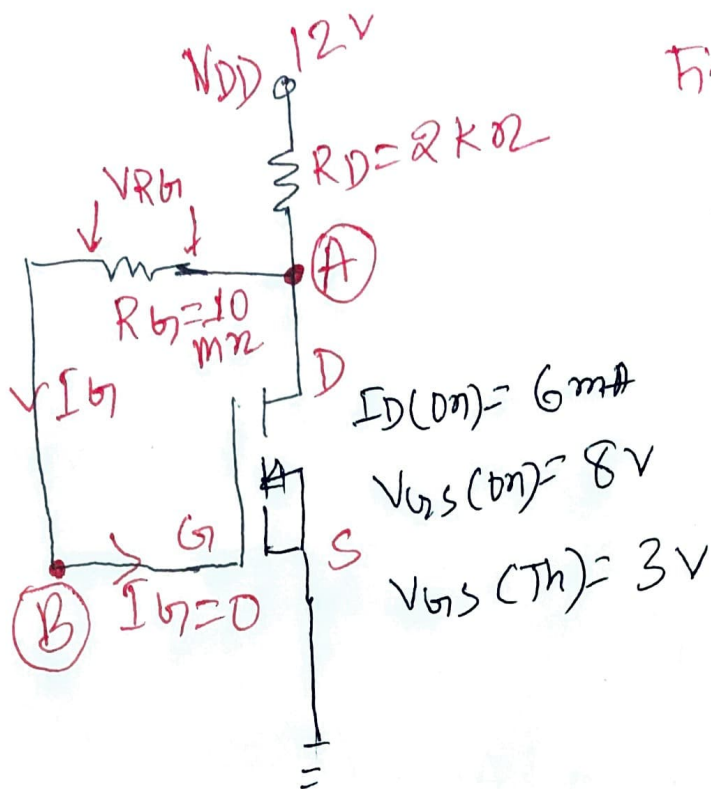 VDD 12V
RD=2KΩ
VRG
A
RG=10
mΩ
D
IG
ID(on)= 6mA
VGS(on)= 8V
G
S
VGS(Th)= 3V
B
IG=0